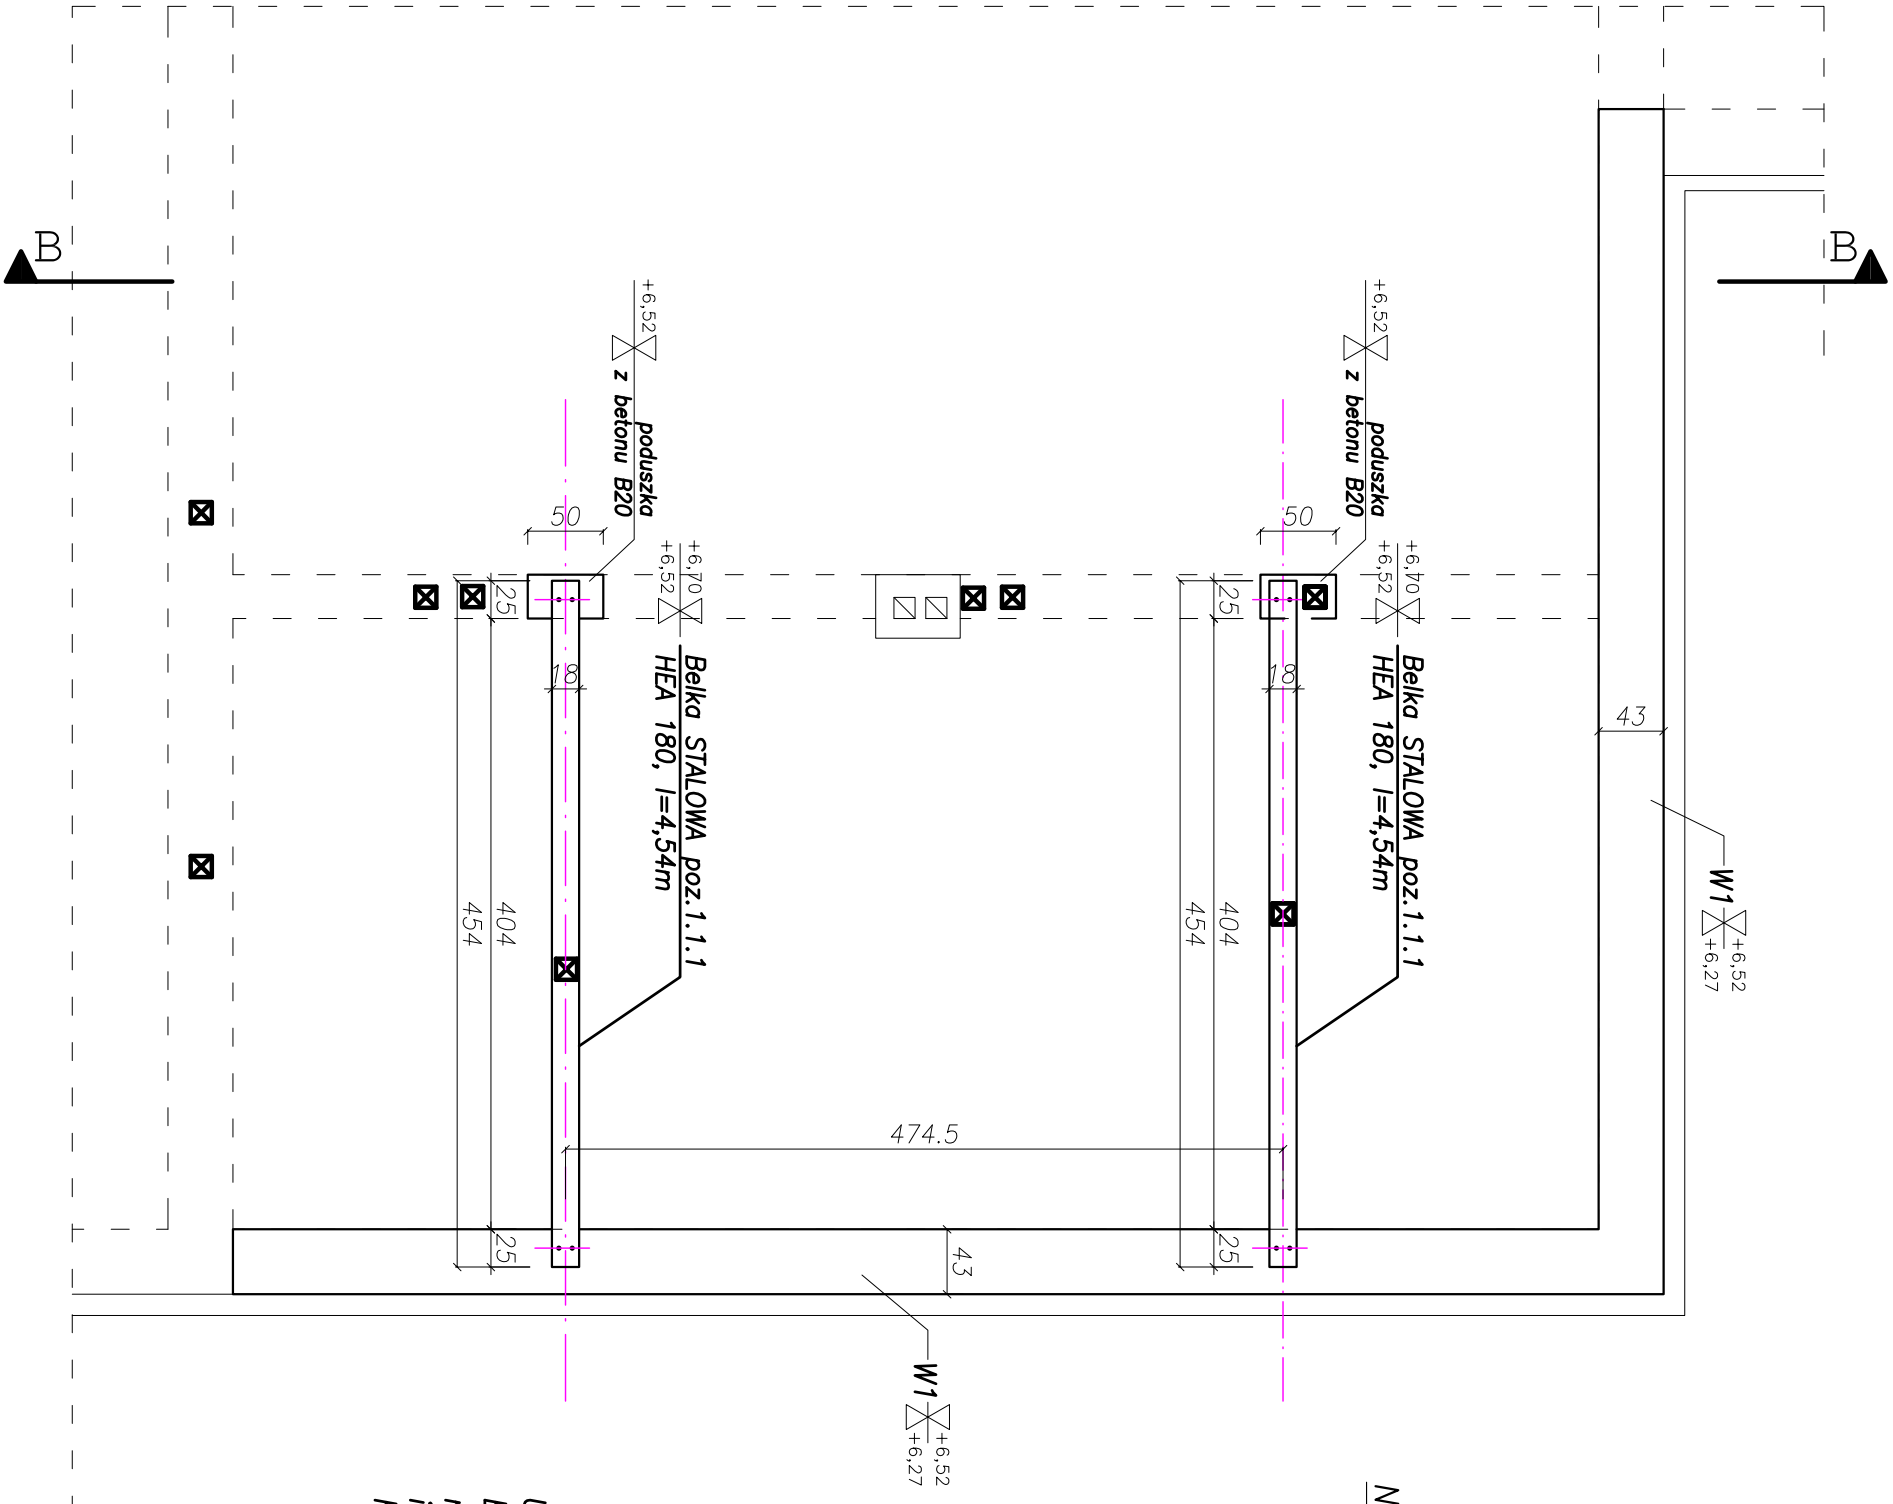 B
B
+6,52
poduszka
z betonu B20
+6,52
poduszka
z betonu B20
50
50
+6,70
+6,52
+6,70
+6,52
25
25
18
18
Belka STALOWA poz.1.1.1
HEA 180, l=4,54m
Belka STALOWA poz.1.1.1
HEA 180, l=4,54m
43
W1
+6,52
+6,27
404
454
404
454
474.5
25
25
43
W1
+6,52
+6,27
N